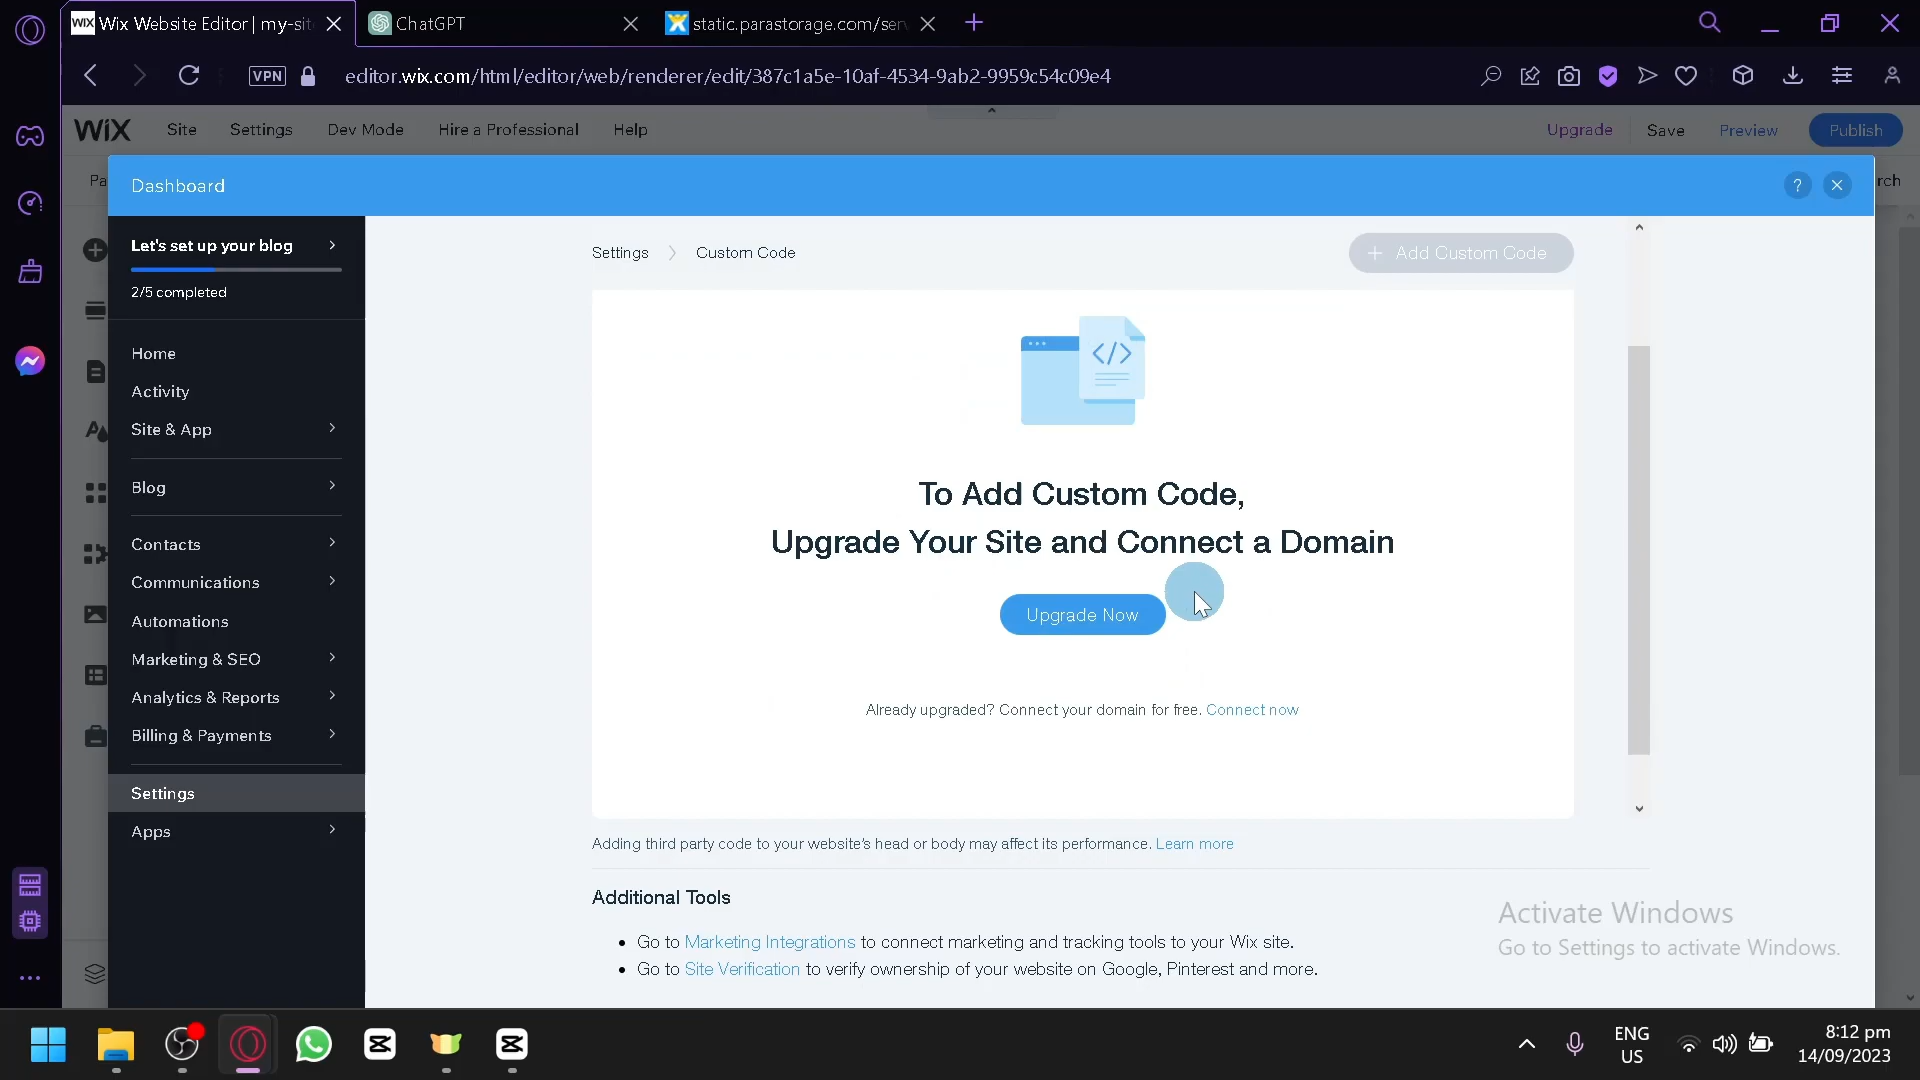 Wix Website Editor | my-sit
ChatGPT
static.parastorage.com/serv
VPN
editor.wix.com/html/editor/web/renderer/edit/387c1a5e-10af-4534-9ab2-9959c54c09e4
WiX
Site
Settings
Dev Mode
Hire a Professional
Help
Upgrade
Save
Preview
Publish
Pa
rch
Dashboard
?
Let's set up your blog
2/5 completed
Home
Activity
Site & App
Blog
Contacts
Communications
Automations
Marketing & SEO
Analytics & Reports
Billing & Payments
Settings
Apps
Settings
Custom Code
+ Add Custom Code
</>
To Add Custom Code,
Upgrade Your Site and Connect a Domain
Upgrade Now
Already upgraded? Connect your domain for free. Connect now
Adding third party code to your website's head or body may affect its performance. Learn more
Additional Tools
• Go to Marketing Integrations to connect marketing and tracking tools to your Wix site.
• Go to Site Verification to verify ownership of your website on Google, Pinterest and more.
Activate Windows
Go to Settings to activate Windows.
ENG
US
8:12 pm
14/09/2023